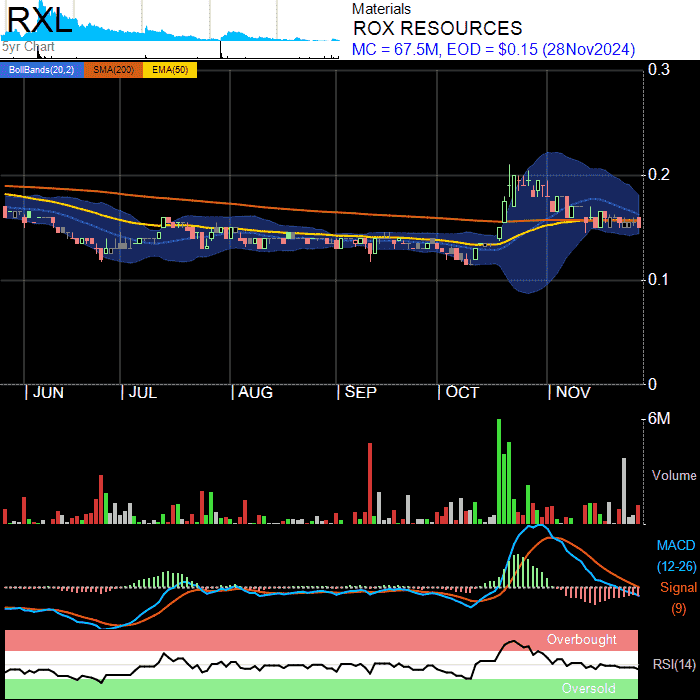 RXL
5yr Chart
Materials
ROX RESOURCES
MC = 67.5M, EOD = $0.15 (28Nov2024)
BollBands(20,2) SMA(200) EMA(50)
0.3
0.2
0.1
0
JUN JUL AUG SEP OCT NOV
6M
Volume
MACD
(12-26)
Signal
(9)
Overbought
RSI(14)
Oversold